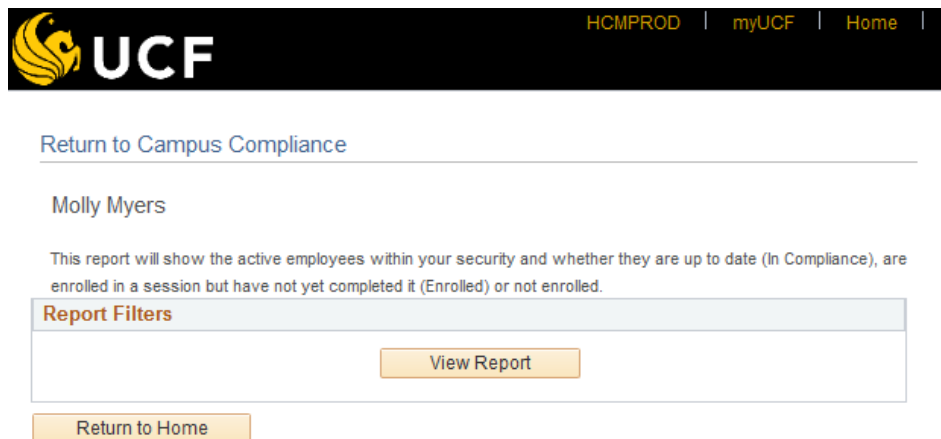 HCMPROD | myUCF | Home |
UCF
Return to Campus Compliance
Molly Myers
This report will show the active employees within your security and whether they are up to date (In Compliance), are
enrolled in a session but have not yet completed it (Enrolled) or not enrolled.
Report Filters
View Report
Return to Home